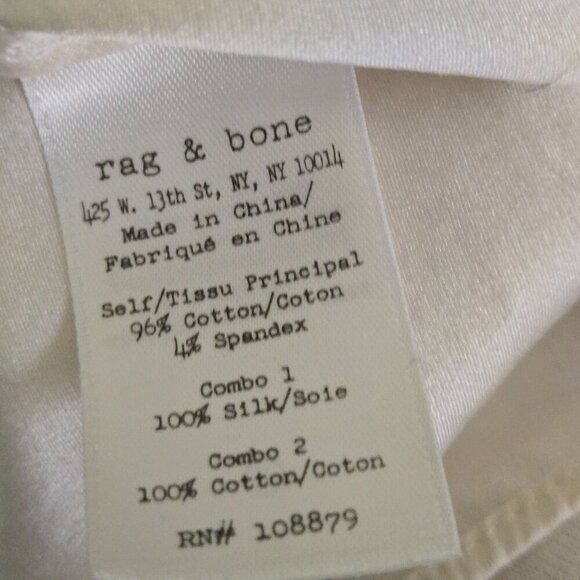 rag & bone
425 W. 13th St, NY, NY 10014
Made in China/
Fabriqué en Chine
Self/Tissu Principal
96% Cotton/Coton
4% Spandex
Combo 1
100% Silk/Soie
Combo 2
100% Cotton/Coton
RN# 108879